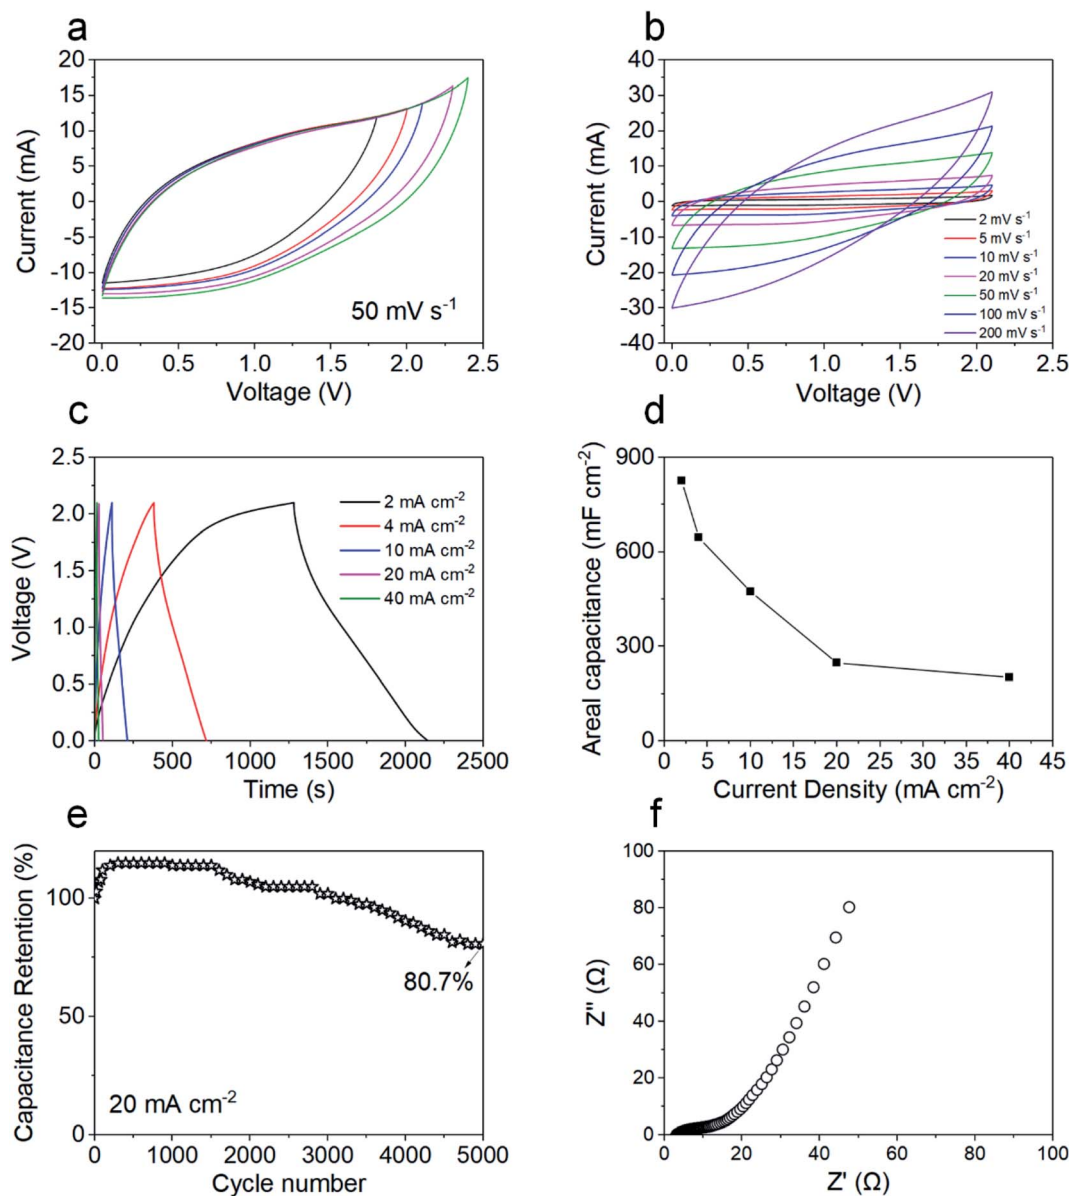 a
20
15
10
5
0
-5
-10
-15
-20
Current (mA)
50 mV s⁻¹
0.0 0.5 1.0 1.5 2.0 2.5
Voltage (V)
b
40
30
20
10
0
-10
-20
-30
-40
Current (mA)
2 mV s⁻¹
5 mV s⁻¹
10 mV s⁻¹
20 mV s⁻¹
50 mV s⁻¹
100 mV s⁻¹
200 mV s⁻¹
0.0 0.5 1.0 1.5 2.0 2.5
Voltage (V)
c
2.5
2.0
1.5
1.0
0.5
0.0
Voltage (V)
2 mA cm⁻²
4 mA cm⁻²
10 mA cm⁻²
20 mA cm⁻²
40 mA cm⁻²
0 500 1000 1500 2000 2500
Time (s)
d
900
600
300
0
Areal capacitance (mF cm⁻²)
0 5 10 15 20 25 30 35 40 45
Current Density (mA cm⁻²)
e
100
50
0
Capacitance Retention (%)
80.7%
20 mA cm⁻²
0 1000 2000 3000 4000 5000
Cycle number
f
100
80
60
40
20
0
Z'' (Ω)
0 20 40 60 80 100
Z' (Ω)